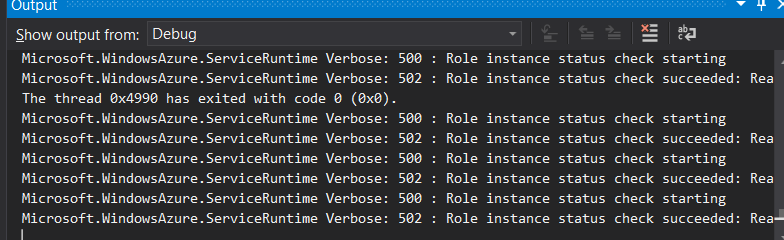 Output
Show output from: Debug
Microsoft.WindowsAzure.ServiceRuntime Verbose: 500 : Role instance status check starting
Microsoft.WindowsAzure.ServiceRuntime Verbose: 502 : Role instance status check succeeded: Rea
The thread 0x4990 has exited with code 0 (0x0).
Microsoft.WindowsAzure.ServiceRuntime Verbose: 500 : Role instance status check starting
Microsoft.WindowsAzure.ServiceRuntime Verbose: 502 : Role instance status check succeeded: Rea
Microsoft.WindowsAzure.ServiceRuntime Verbose: 500 : Role instance status check starting
Microsoft.WindowsAzure.ServiceRuntime Verbose: 502 : Role instance status check succeeded: Rea
Microsoft.WindowsAzure.ServiceRuntime Verbose: 500 : Role instance status check starting
Microsoft.WindowsAzure.ServiceRuntime Verbose: 502 : Role instance status check succeeded: Rea